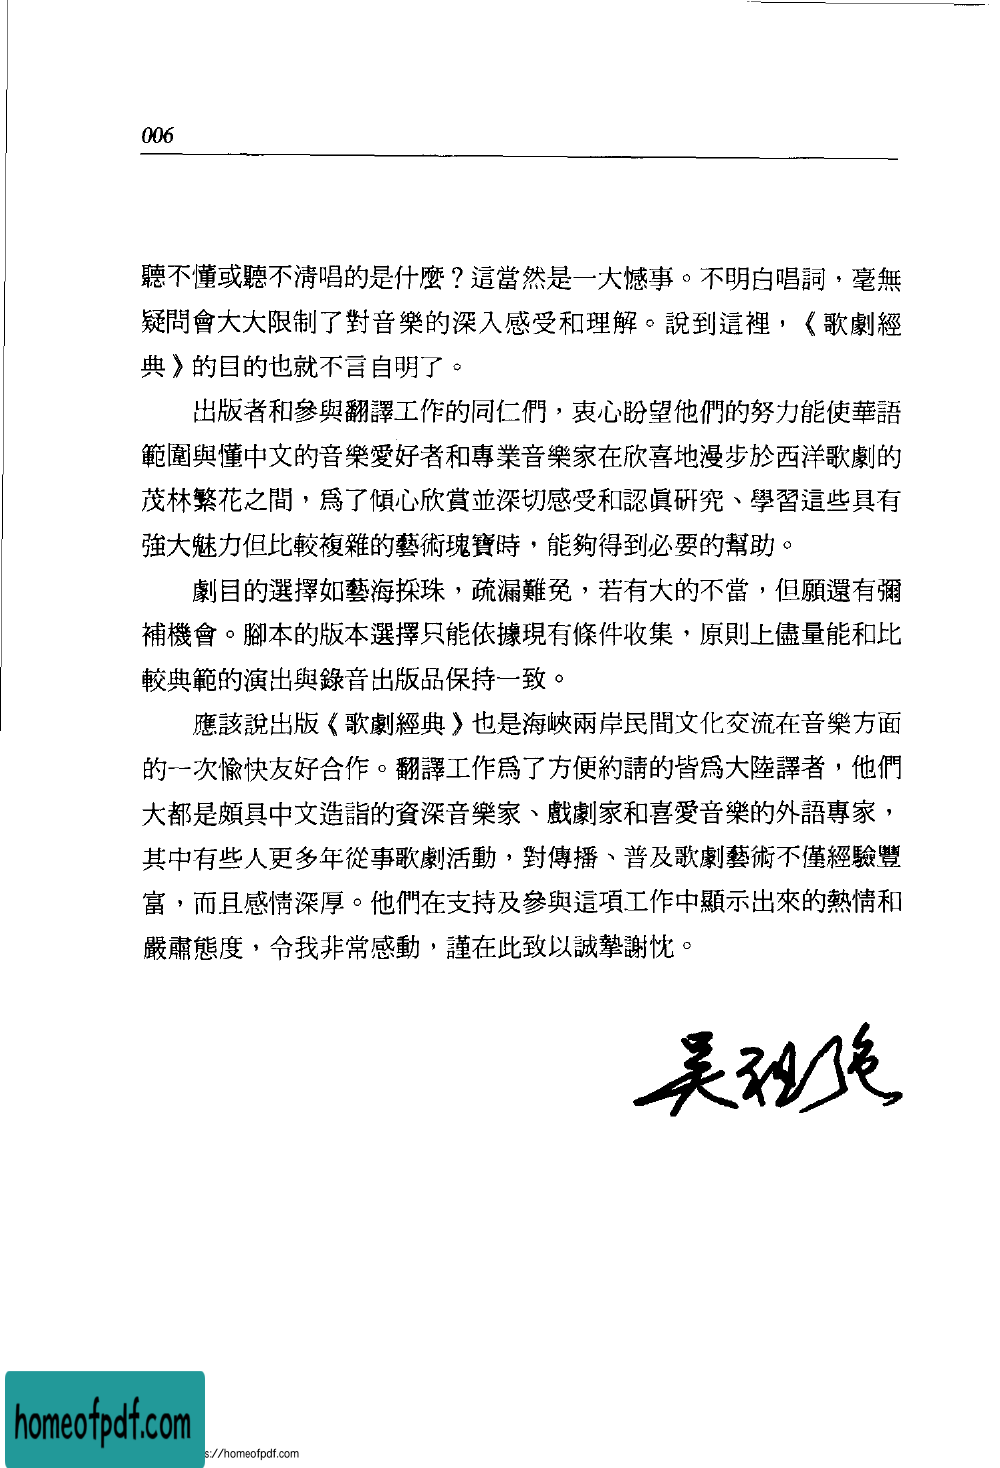 006
聽不懂或聽不清唱的是什麼？這當然是一大憾事。不明白唱詞，毫無
疑問會大大限制了對音樂的深入感受和理解。說到這裡，《歌劇經
典》的目的也就不言自明了。
出版者和參與翻譯工作的同仁們，衷心盼望他們的努力能使華語
範圍與懂中文的音樂愛好者和專業音樂家在欣喜地漫步於西洋歌劇的
茂林繁花之間，爲了傾心欣賞並深切感受和認眞研究、學習這些具有
強大魅力但比較複雜的藝術瑰寶時，能夠得到必要的幫助。
劇目的選擇如藝海採珠，疏漏難免，若有大的不當，但願還有彌
補機會。腳本的版本選擇只能依據現有條件收集，原則上儘量能和比
較典範的演出與錄音出版品保持一致。
應該說出版《歌劇經典》也是海峽兩岸民間文化交流在音樂方面
的一次愉快友好合作。翻譯工作爲了方便約請的皆爲大陸譯者，他們
大都是頗具中文造詣的資深音樂家、戲劇家和喜愛音樂的外語專家，
其中有些人更多年從事歌劇活動，對傳播、普及歌劇藝術不僅經驗豐
富，而且感情深厚。他們在支持及參與這項工作中顯示出來的熱情和
嚴肅態度，令我非常感動，謹在此致以誠摯謝忱。
吳祖強
homeofpdf.com
s://homeofpdf.com